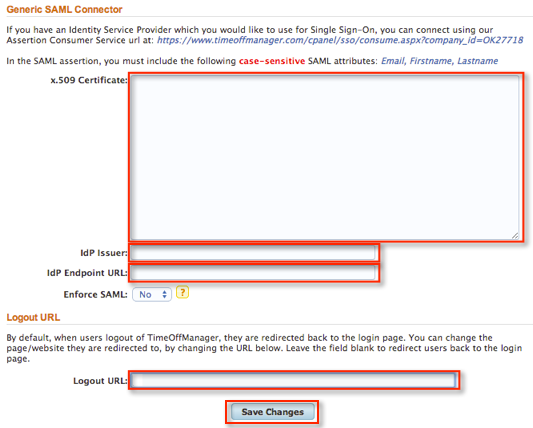 Generic SAML Connector
If you have an Identity Service Provider which you would like to use for Single Sign-On, you can connect using our
Assertion Consumer Service url at: https://www.timeoffmanager.com/cpanel/sso/consume.aspx?company_id=OK27718
In the SAML assertion, you must include the following case-sensitive SAML attributes: Email, Firstname, Lastname
x.509 Certificate:
IdP Issuer:
IdP Endpoint URL:
Enforce SAML: No ?
Logout URL
By default, when users logout of TimeOffManager, they are redirected back to the login page. You can change the
page/website they are redirected to, by changing the URL below. Leave the field blank to redirect users back to the login
page.
Logout URL:
Save Changes